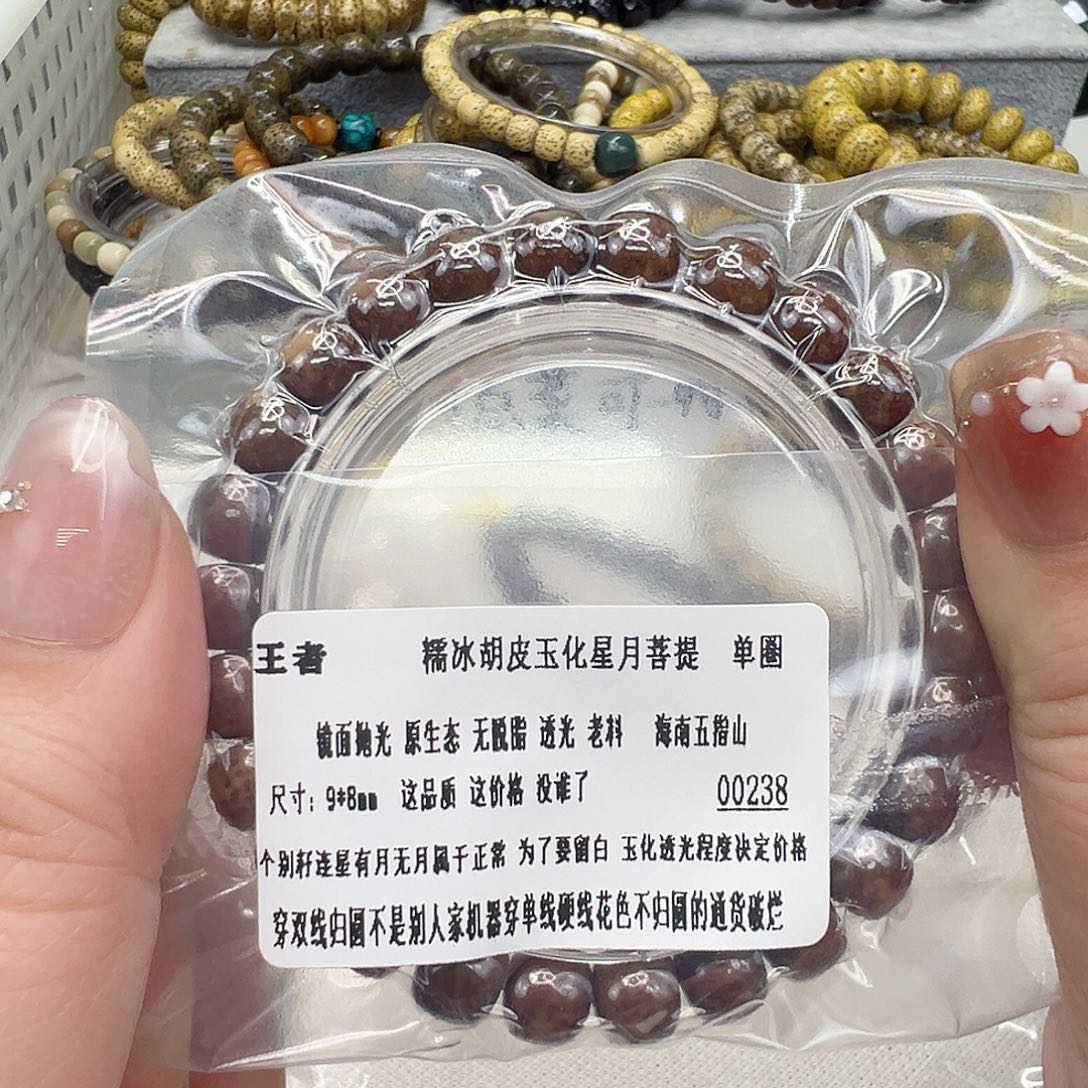 王者 糯冰胡皮玉化星月菩提 单圈
镜面抛光 原生态 无脱脂 透光 老料 海南五指山
尺寸：9*8mm 这品质 这价格 没谁了 00238
个别籽连星有月无月属于正常 为了要留白 玉化透光程度决定价格
穿双线归圆不是别人家机器穿单线硬线花色不归圆的通货破烂